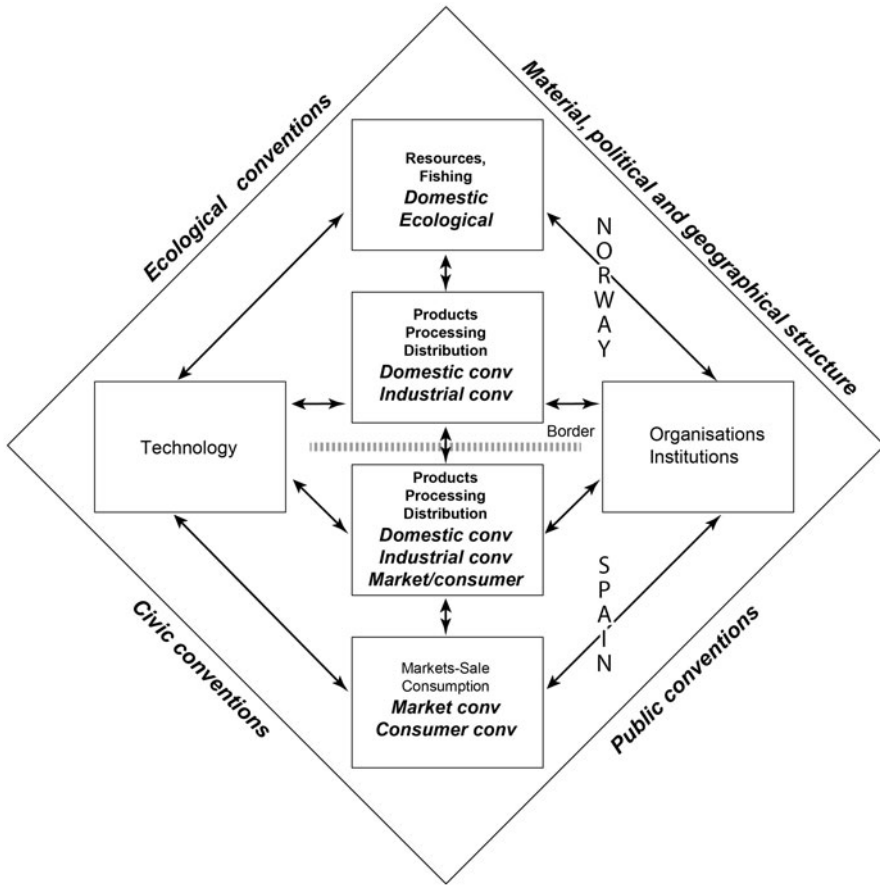 Ecological conventions
Material, political and geographical structure
Resources,
Fishing
Domestic
Ecological
NORWAY
Products
Processing
Distribution
Domestic conv
Industrial conv
Technology
Border
Organisations
Institutions
Products
Processing
Distribution
Domestic conv
Industrial conv
Market/consumer
SPAIN
Markets-Sale
Consumption
Market conv
Consumer conv
Civic conventions
Public conventions